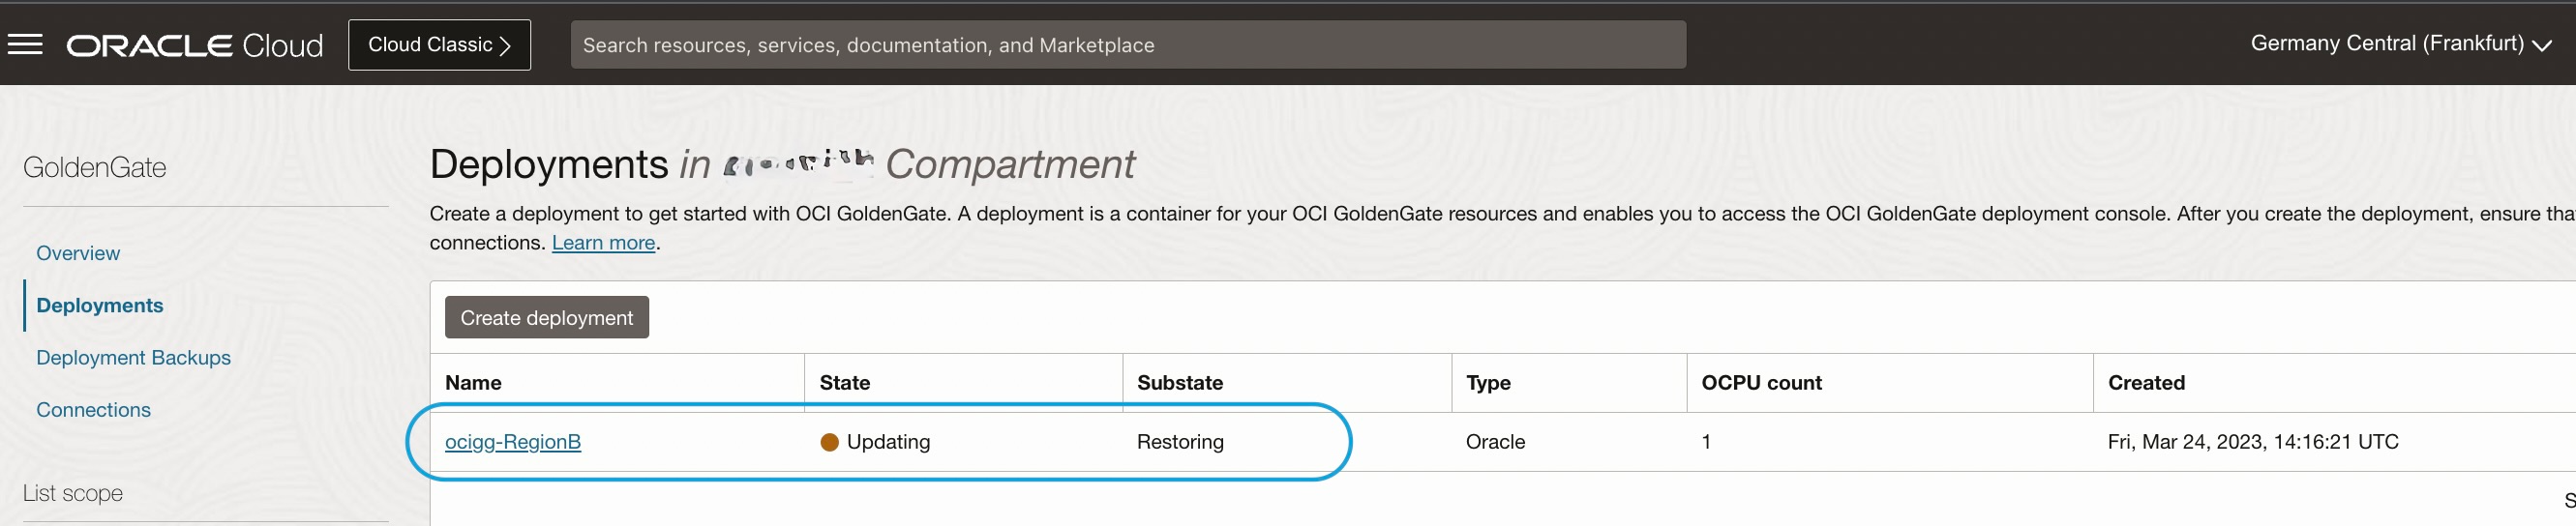 ORACLE Cloud
Cloud Classic
Search resources, services, documentation, and Marketplace
Germany Central (Frankfurt)
GoldenGate
Overview
Deployments
Deployment Backups
Connections
List scope
Deployments in Compartment
Create a deployment to get started with OCI GoldenGate. A deployment is a container for your OCI GoldenGate resources and enables you to access the OCI GoldenGate deployment console. After you create the deployment, ensure
connections. Learn more.
Create deployment
Name State Substate Type OCPU count Created
ocigg-RegionB Updating Restoring Oracle 1 Fri, Mar 24, 2023, 14:16:21 UTC